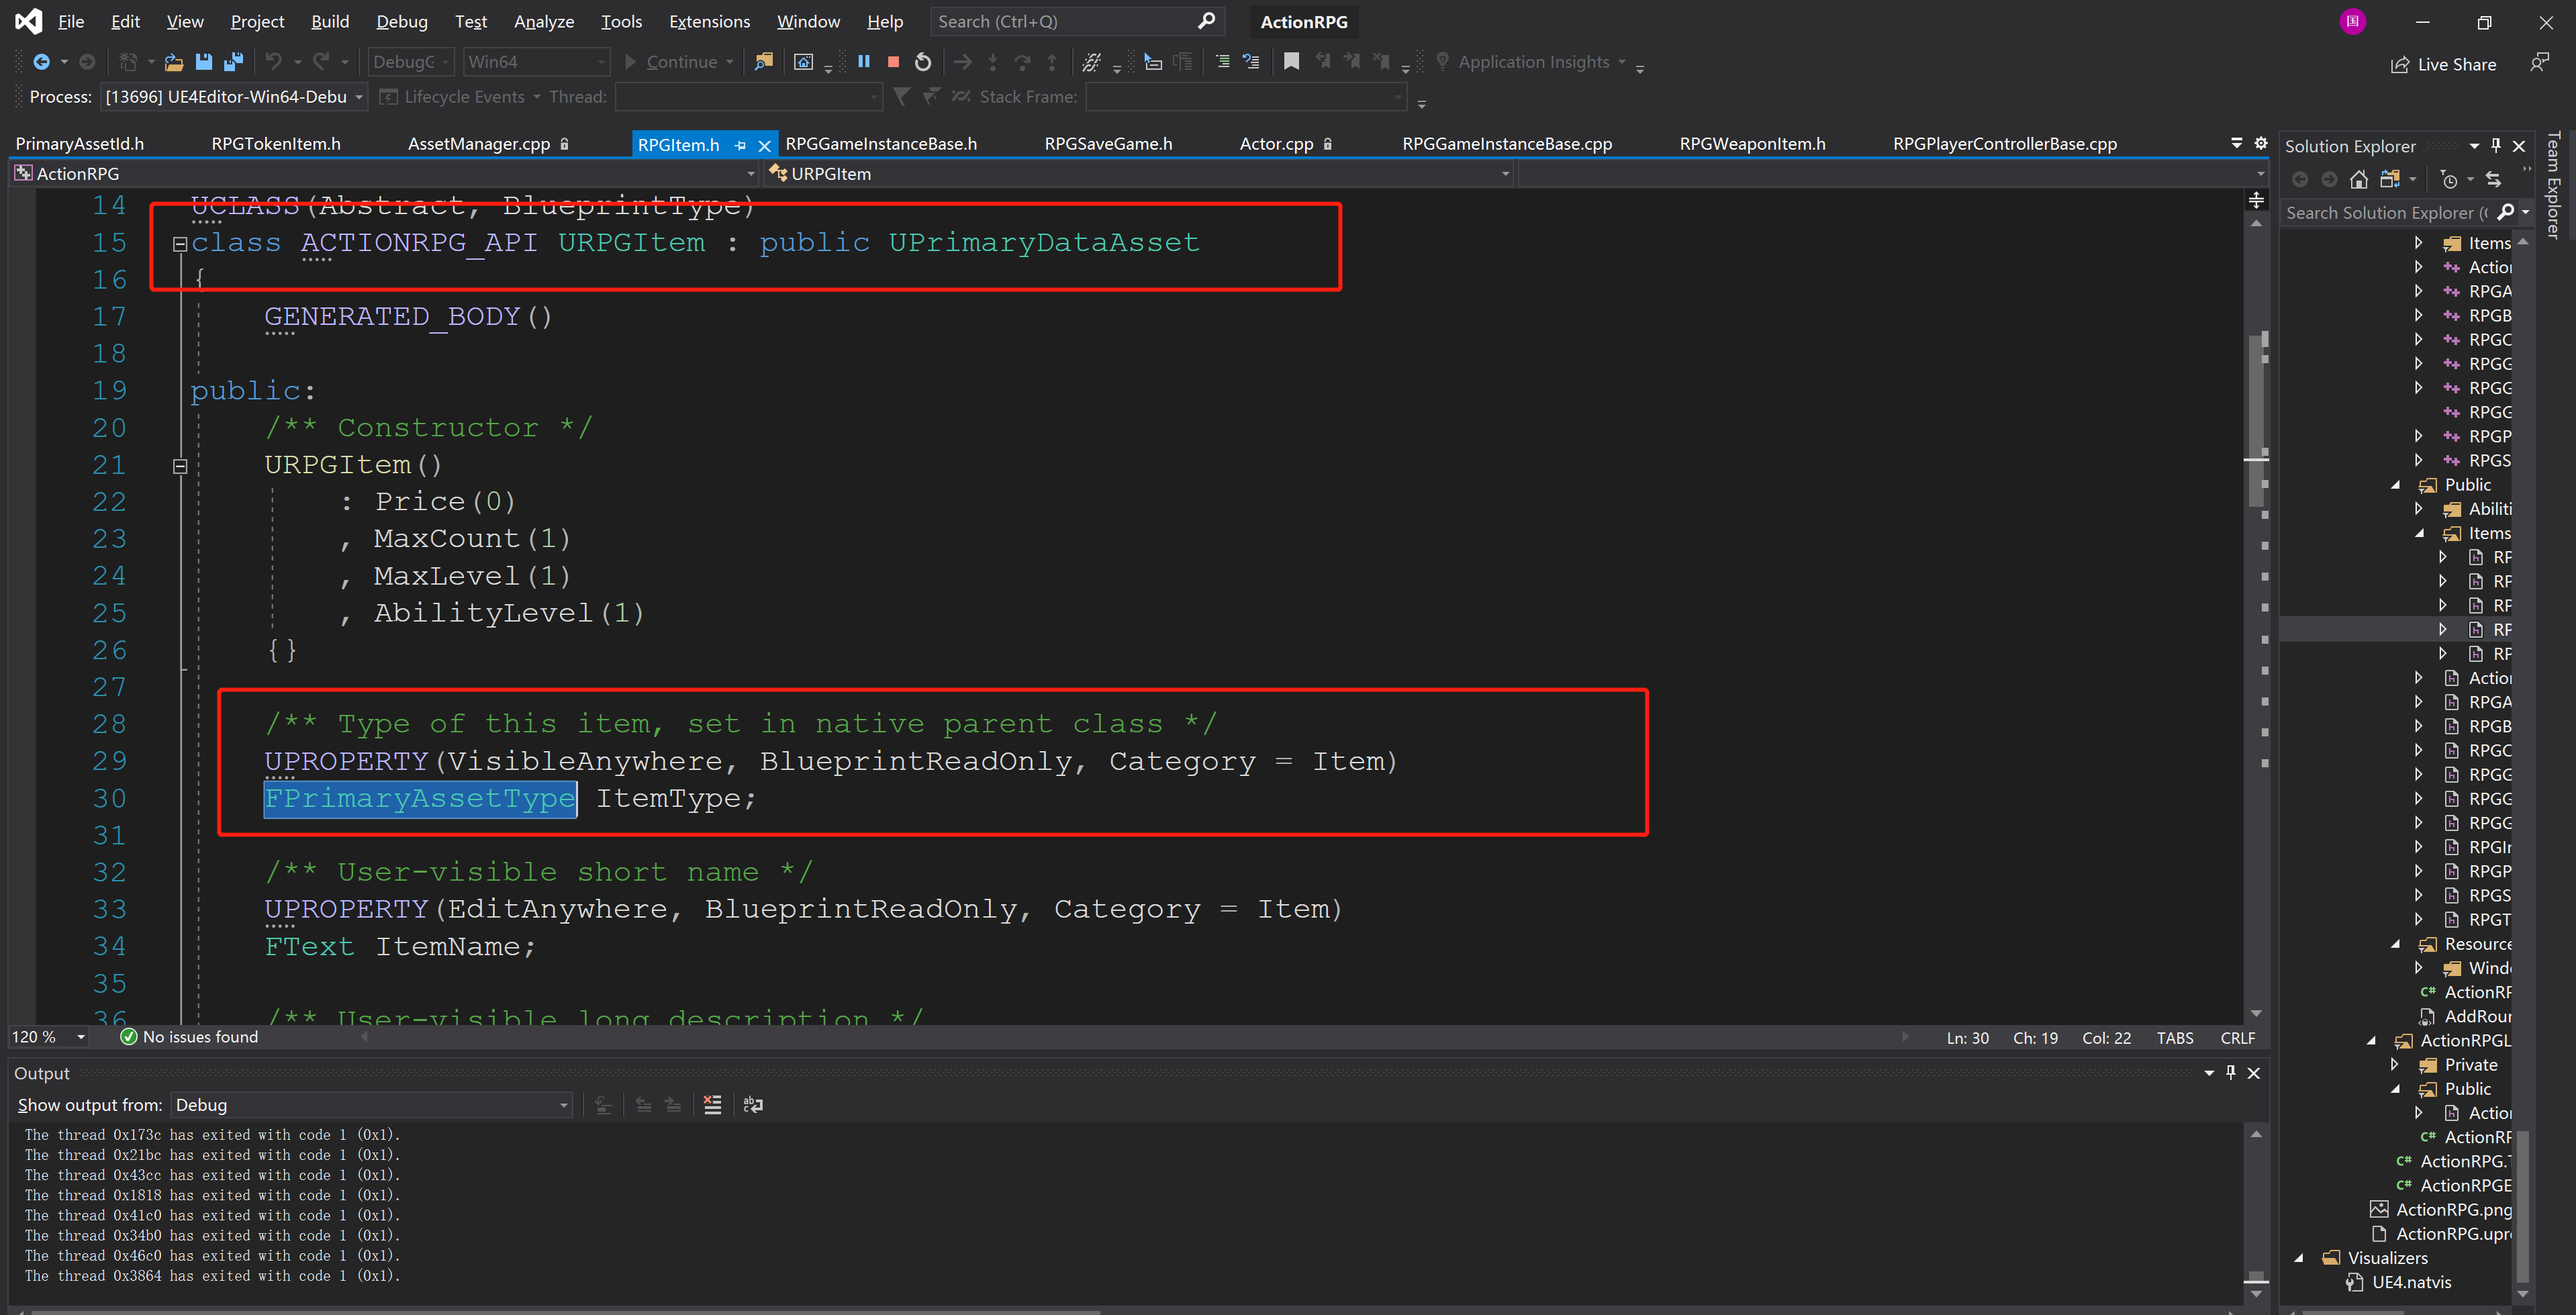 File Edit View Project Build Debug Test Analyze Tools Extensions Window Help Search (Ctrl+Q) ActionRPG 国
DebugG Win64 Continue Application Insights Live Share
Process: [13696] UE4Editor-Win64-Debu Lifecycle Events Thread: Stack Frame:
PrimaryAssetId.h RPGTokenItem.h AssetManager.cpp RPGItem.h RPGGameInstanceBase.h RPGSaveGame.h Actor.cpp RPGGameInstanceBase.cpp RPGWeaponItem.h RPGPlayerControllerBase.cpp
ActionRPG URPGItem
14 UCLASS(Abstract, BlueprintType)
15 class ACTIONRPG_API URPGItem : public UPrimaryDataAsset
16 {
17 GENERATED_BODY()
18
19 public:
20 /** Constructor */
21 URPGItem()
22 : Price(0)
23 , MaxCount(1)
24 , MaxLevel(1)
25 , AbilityLevel(1)
26 {}
27
28 /** Type of this item, set in native parent class */
29 UPROPERTY(VisibleAnywhere, BlueprintReadOnly, Category = Item)
30 FPrimaryAssetType ItemType;
31
32 /** User-visible short name */
33 UPROPERTY(EditAnywhere, BlueprintReadOnly, Category = Item)
34 FText ItemName;
35
36 /** User-visible long description */
120 % No issues found Ln: 30 Ch: 19 Col: 22 TABS CRLF
Output
Show output from: Debug
The thread 0x173c has exited with code 1 (0x1).
The thread 0x21bc has exited with code 1 (0x1).
The thread 0x43cc has exited with code 1 (0x1).
The thread 0x1818 has exited with code 1 (0x1).
The thread 0x41c0 has exited with code 1 (0x1).
The thread 0x34b0 has exited with code 1 (0x1).
The thread 0x46c0 has exited with code 1 (0x1).
The thread 0x3864 has exited with code 1 (0x1).
Solution Explorer
Search Solution Explorer (
Items
Action
RPGA
RPGB
RPGC
RPGG
RPGG
RPGG
RPGP
RPGS
Public
Abiliti
Items
RP
RP
RP
RP
RP
Action
RPGA
RPGB
RPGC
RPGG
RPGG
RPGG
RPGIn
RPGP
RPGS
RPGT
Resource
Wind
ActionRP
AddRour
ActionRPGL
Private
Public
Action
ActionRP
ActionRPG.T
ActionRPGE
ActionRPG.png
ActionRPG.upr
Visualizers
UE4.natvis
Team Explorer